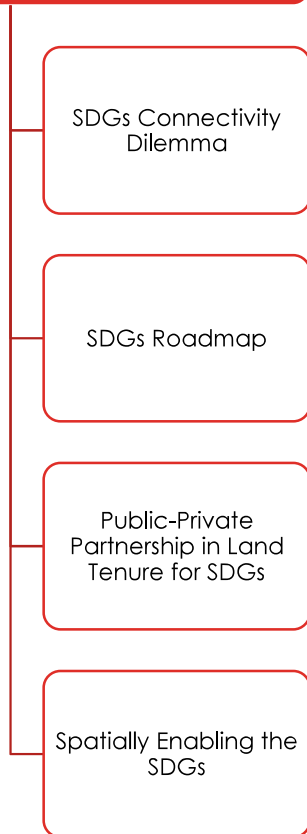 SDGs Connectivity
Dilemma
SDGs Roadmap
Public-Private
Partnership in Land
Tenure for SDGs
Spatially Enabling the
SDGs